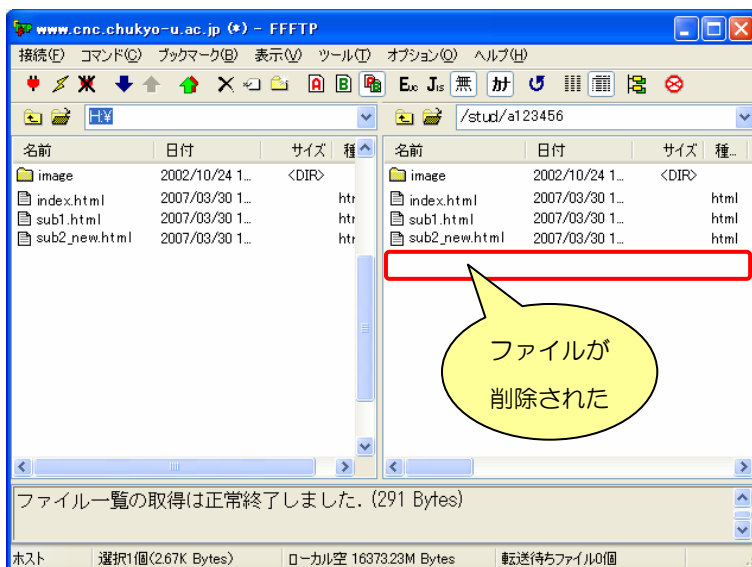 www.cnc.chukyo-u.ac.jp (*) - FFFTP
接続(F) コマンド(C) ブックマーク(B) 表示(V) ツール(T) オプション(O) ヘルプ(H)
A B Euc Jis 無 カナ
H:¥ /stud/a123456
名前 日付 サイズ 種 名前 日付 サイズ 種...
image 2002/10/24 1... <DIR> image 2002/10/24 1... <DIR>
index.html 2007/03/30 1... htm index.html 2007/03/30 1... html
sub1.html 2007/03/30 1... htm sub1.html 2007/03/30 1... html
sub2_new.html 2007/03/30 1... htm sub2_new.html 2007/03/30 1... html
ファイルが
削除された
ファイル一覧の取得は正常終了しました. (291 Bytes)
ホスト 選択1個(2.67K Bytes) ローカル空 16373.23M Bytes 転送待ちファイル0個